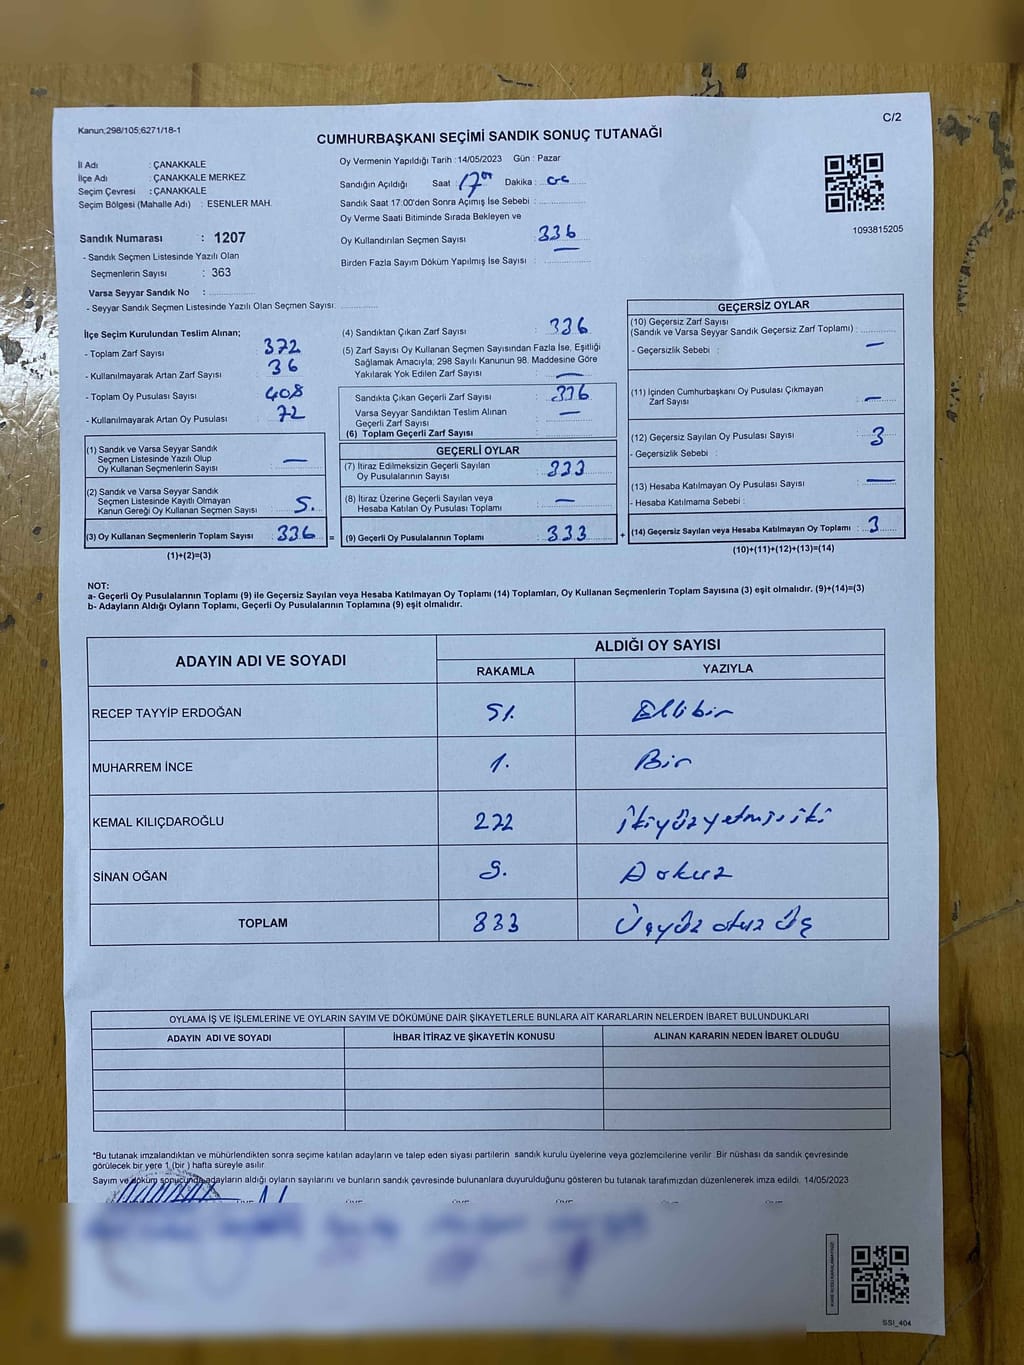 Kanun;298/105;6271/18-1
C/2
CUMHURBAŞKANI SEÇİMİ SANDIK SONUÇ TUTANAĞI
İl Adı : ÇANAKKALE
İlçe Adı : ÇANAKKALE MERKEZ
Seçim Çevresi : ÇANAKKALE
Seçim Bölgesi (Mahalle Adı) : ESENLER MAH.
Oy Vermenin Yapıldığı Tarih :14/05/2023 Gün : Pazar
Sandığın Açıldığı Saat : 17 Dakika :
Sandık Saat 17:00'den Sonra Açımış İse Sebebi :
Oy Verme Saati Bitiminde Sırada Bekleyen ve
Oy Kullandırılan Seçmen Sayısı : 336
Birden Fazla Sayım Döküm Yapılmış İse Sayısı : —
1093815205
Sandık Numarası : 1207
- Sandık Seçmen Listesinde Yazılı Olan
Seçmenlerin Sayısı : 363
Varsa Seyyar Sandık No :
- Seyyar Sandık Seçmen Listesinde Yazılı Olan Seçmen Sayısı:
İlçe Seçim Kurulundan Teslim Alınan;
- Toplam Zarf Sayısı : 372
- Kullanılmayarak Artan Zarf Sayısı : 36
- Toplam Oy Pusulası Sayısı : 408
- Kullanılmayarak Artan Oy Pusulası : 72
(1) Sandık ve Varsa Seyyar Sandık
Seçmen Listesinde Yazılı Olup
Oy Kullanan Seçmenlerin Sayısı : —
(2) Sandık ve Varsa Seyyar Sandık
Seçmen Listesinde Kayıtlı Olmayan
Kanun Gereği Oy Kullanan Seçmen Sayısı : 5.
(3) Oy Kullanan Seçmenlerin Toplam Sayısı : 336 =
(1)+(2)=(3)
(4) Sandıktan Çıkan Zarf Sayısı : 336
(5) Zarf Sayısı Oy Kullanan Seçmen Sayısından Fazla İse, Eşitliği
Sağlamak Amacıyla; 298 Sayılı Kanunun 98. Maddesine Göre
Yakılarak Yok Edilen Zarf Sayısı : —
Sandıkta Çıkan Geçerli Zarf Sayısı : 336
Varsa Seyyar Sandıktan Teslim Alınan
Geçerli Zarf Sayısı : —
(6) Toplam Geçerli Zarf Sayısı :
GEÇERLİ OYLAR
(7) İtiraz Edilmeksizin Geçerli Sayılan
Oy Pusulalarının Sayısı : 333
(8) İtiraz Üzerine Geçerli Sayılan veya
Hesaba Katılan Oy Pusulası Toplamı : —
(9) Geçerli Oy Pusulalarının Toplamı : 333 +
GEÇERSİZ OYLAR
(10) Geçersiz Zarf Sayısı
(Sandık ve Varsa Seyyar Sandık Geçersiz Zarf Toplamı) :
- Geçersizlik Sebebi : —
(11) İçinden Cumhurbaşkanı Oy Pusulası Çıkmayan
Zarf Sayısı : —
(12) Geçersiz Sayılan Oy Pusulası Sayısı : 3
- Geçersizlik Sebebi :
(13) Hesaba Katılmayan Oy Pusulası Sayısı : —
- Hesaba Katılmama Sebebi :
(14) Geçersiz Sayılan veya Hesaba Katılmayan Oy Toplamı : 3
(10)+(11)+(12)+(13)=(14)
NOT:
a- Geçerli Oy Pusulalarının Toplamı (9) ile Geçersiz Sayılan veya Hesaba Katılmayan Oy Toplamı (14) Toplamları, Oy Kullanan Seçmenlerin Toplam Sayısına (3) eşit olmalıdır. (9)+(14)=(3)
b- Adayların Aldığı Oyların Toplamı, Geçerli Oy Pusulalarının Toplamına (9) eşit olmalıdır.
ADAYIN ADI VE SOYADI
ALDIĞI OY SAYISI
RAKAMLA YAZIYLA
RECEP TAYYİP ERDOĞAN 51. Ellibir
MUHARREM İNCE 1. Bir
KEMAL KILIÇDAROĞLU 272 ikiyüzyetmişiki
SİNAN OĞAN 9. Dokuz
TOPLAM 333 Üçyüz otuz üç
OYLAMA İŞ VE İŞLEMLERİNE VE OYLARIN SAYIM VE DÖKÜMÜNE DAİR ŞİKAYETLERLE BUNLARA AİT KARARLARIN NELERDEN İBARET BULUNDUKLARI
ADAYIN ADI VE SOYADI İHBAR İTİRAZ VE ŞİKAYETİN KONUSU ALINAN KARARIN NEDEN İBARET OLDUĞU
*Bu tutanak imzalandıktan ve mühürlendikten sonra seçime katılan adayların ve talep eden siyasi partilerin sandık kurulu üyelerine veya gözlemcilerine verilir .Bir nüshası da sandık çevresinde
görülecek bir yere 1 (bir ) hafta süreyle asılır.
Sayım ve döküm sonucunda adayların aldığı oyların sayılarını ve bunların sandık çevresinde bulunanlara duyurulduğunu gösteren bu tutanak tarafımızdan düzenlenerek imza edildi. 14/05/2023
SSI_404